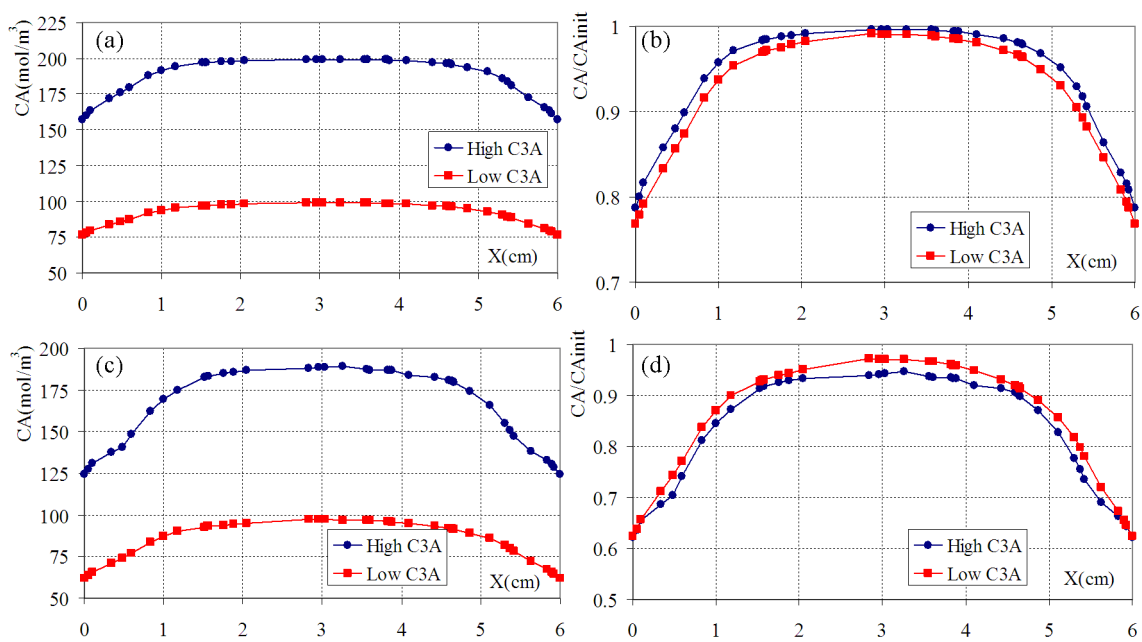 (a)
CA(mol/m³)
225
200
175
150
125
100
75
50
0 1 2 3 4 5 6
High C3A
Low C3A
X(cm)
(b)
CA/CAinit
1
0.9
0.8
0.7
0 1 2 3 4 5 6
High C3A
Low C3A
X(cm)
(c)
CA(mol/m³)
200
175
150
125
100
75
50
0 1 2 3 4 5 6
High C3A
Low C3A
X(cm)
(d)
CA/CAinit
1
0.9
0.8
0.7
0.6
0.5
0 1 2 3 4 5 6
High C3A
Low C3A
X(cm)